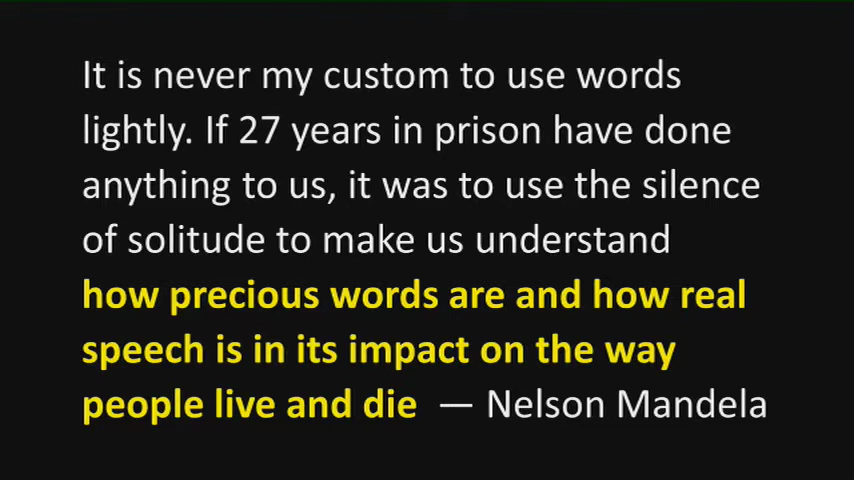 It is never my custom to use words
lightly. If 27 years in prison have done
anything to us, it was to use the silence
of solitude to make us understand
how precious words are and how real
speech is in its impact on the way
people live and die — Nelson Mandela